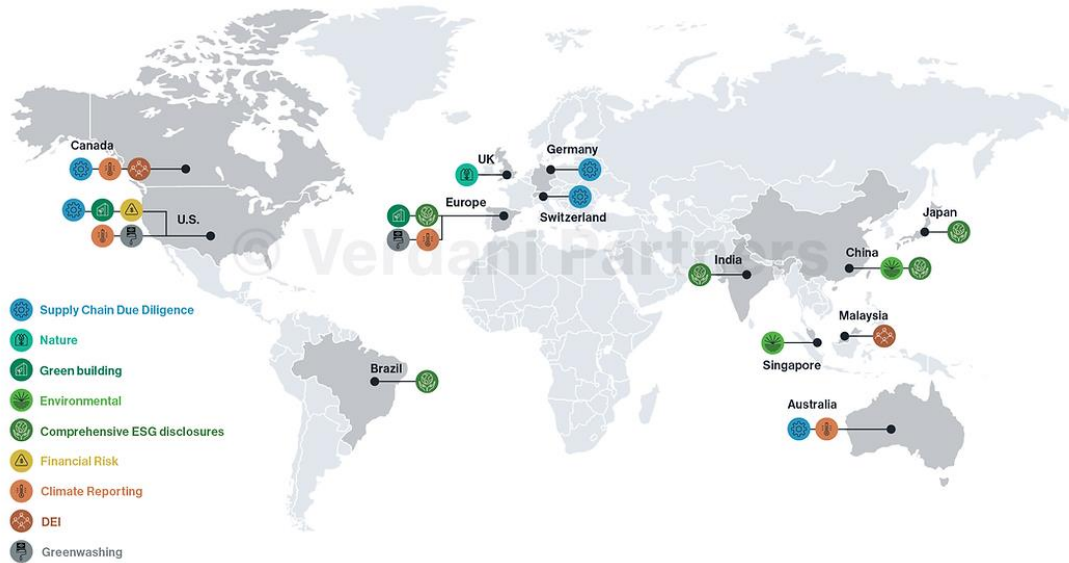 Canada
U.S.
UK
Germany
Europe
Switzerland
Japan
India
China
Malaysia
Singapore
Brazil
Australia
© Verdani Partners
Supply Chain Due Diligence
Nature
Green building
Environmental
Comprehensive ESG disclosures
Financial Risk
Climate Reporting
DEI
Greenwashing